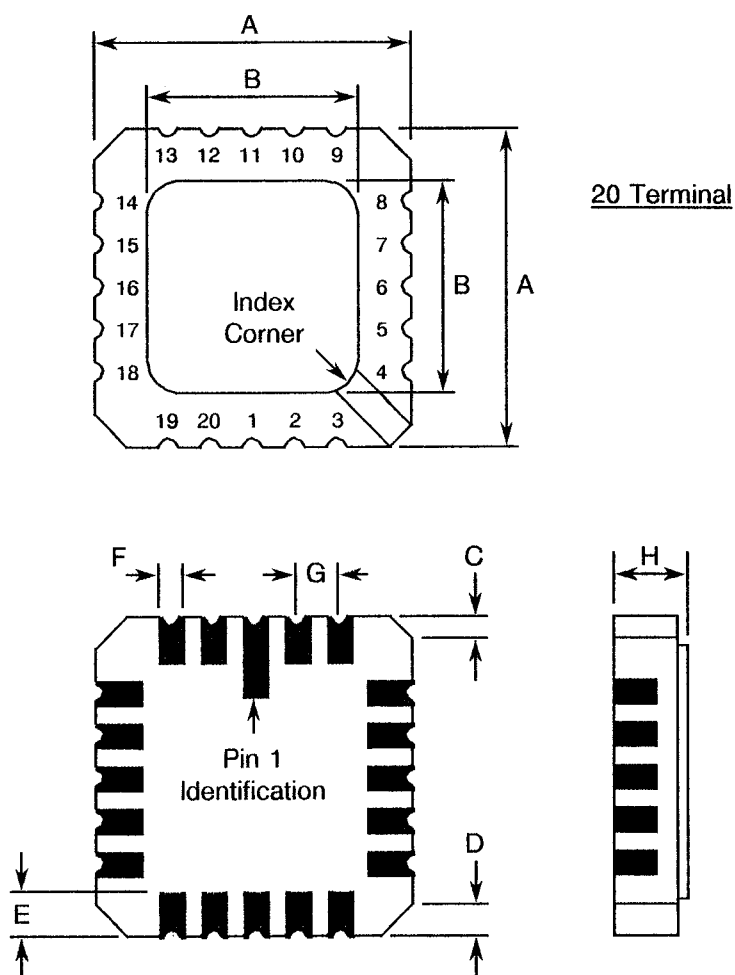 A
B
13 12 11 10 9
20 Terminal
14 8
15 7
16 6
17 5
18 4
B
A
Index
Corner
19 20 1 2 3
F
G
C
H
Pin 1
Identification
D
E